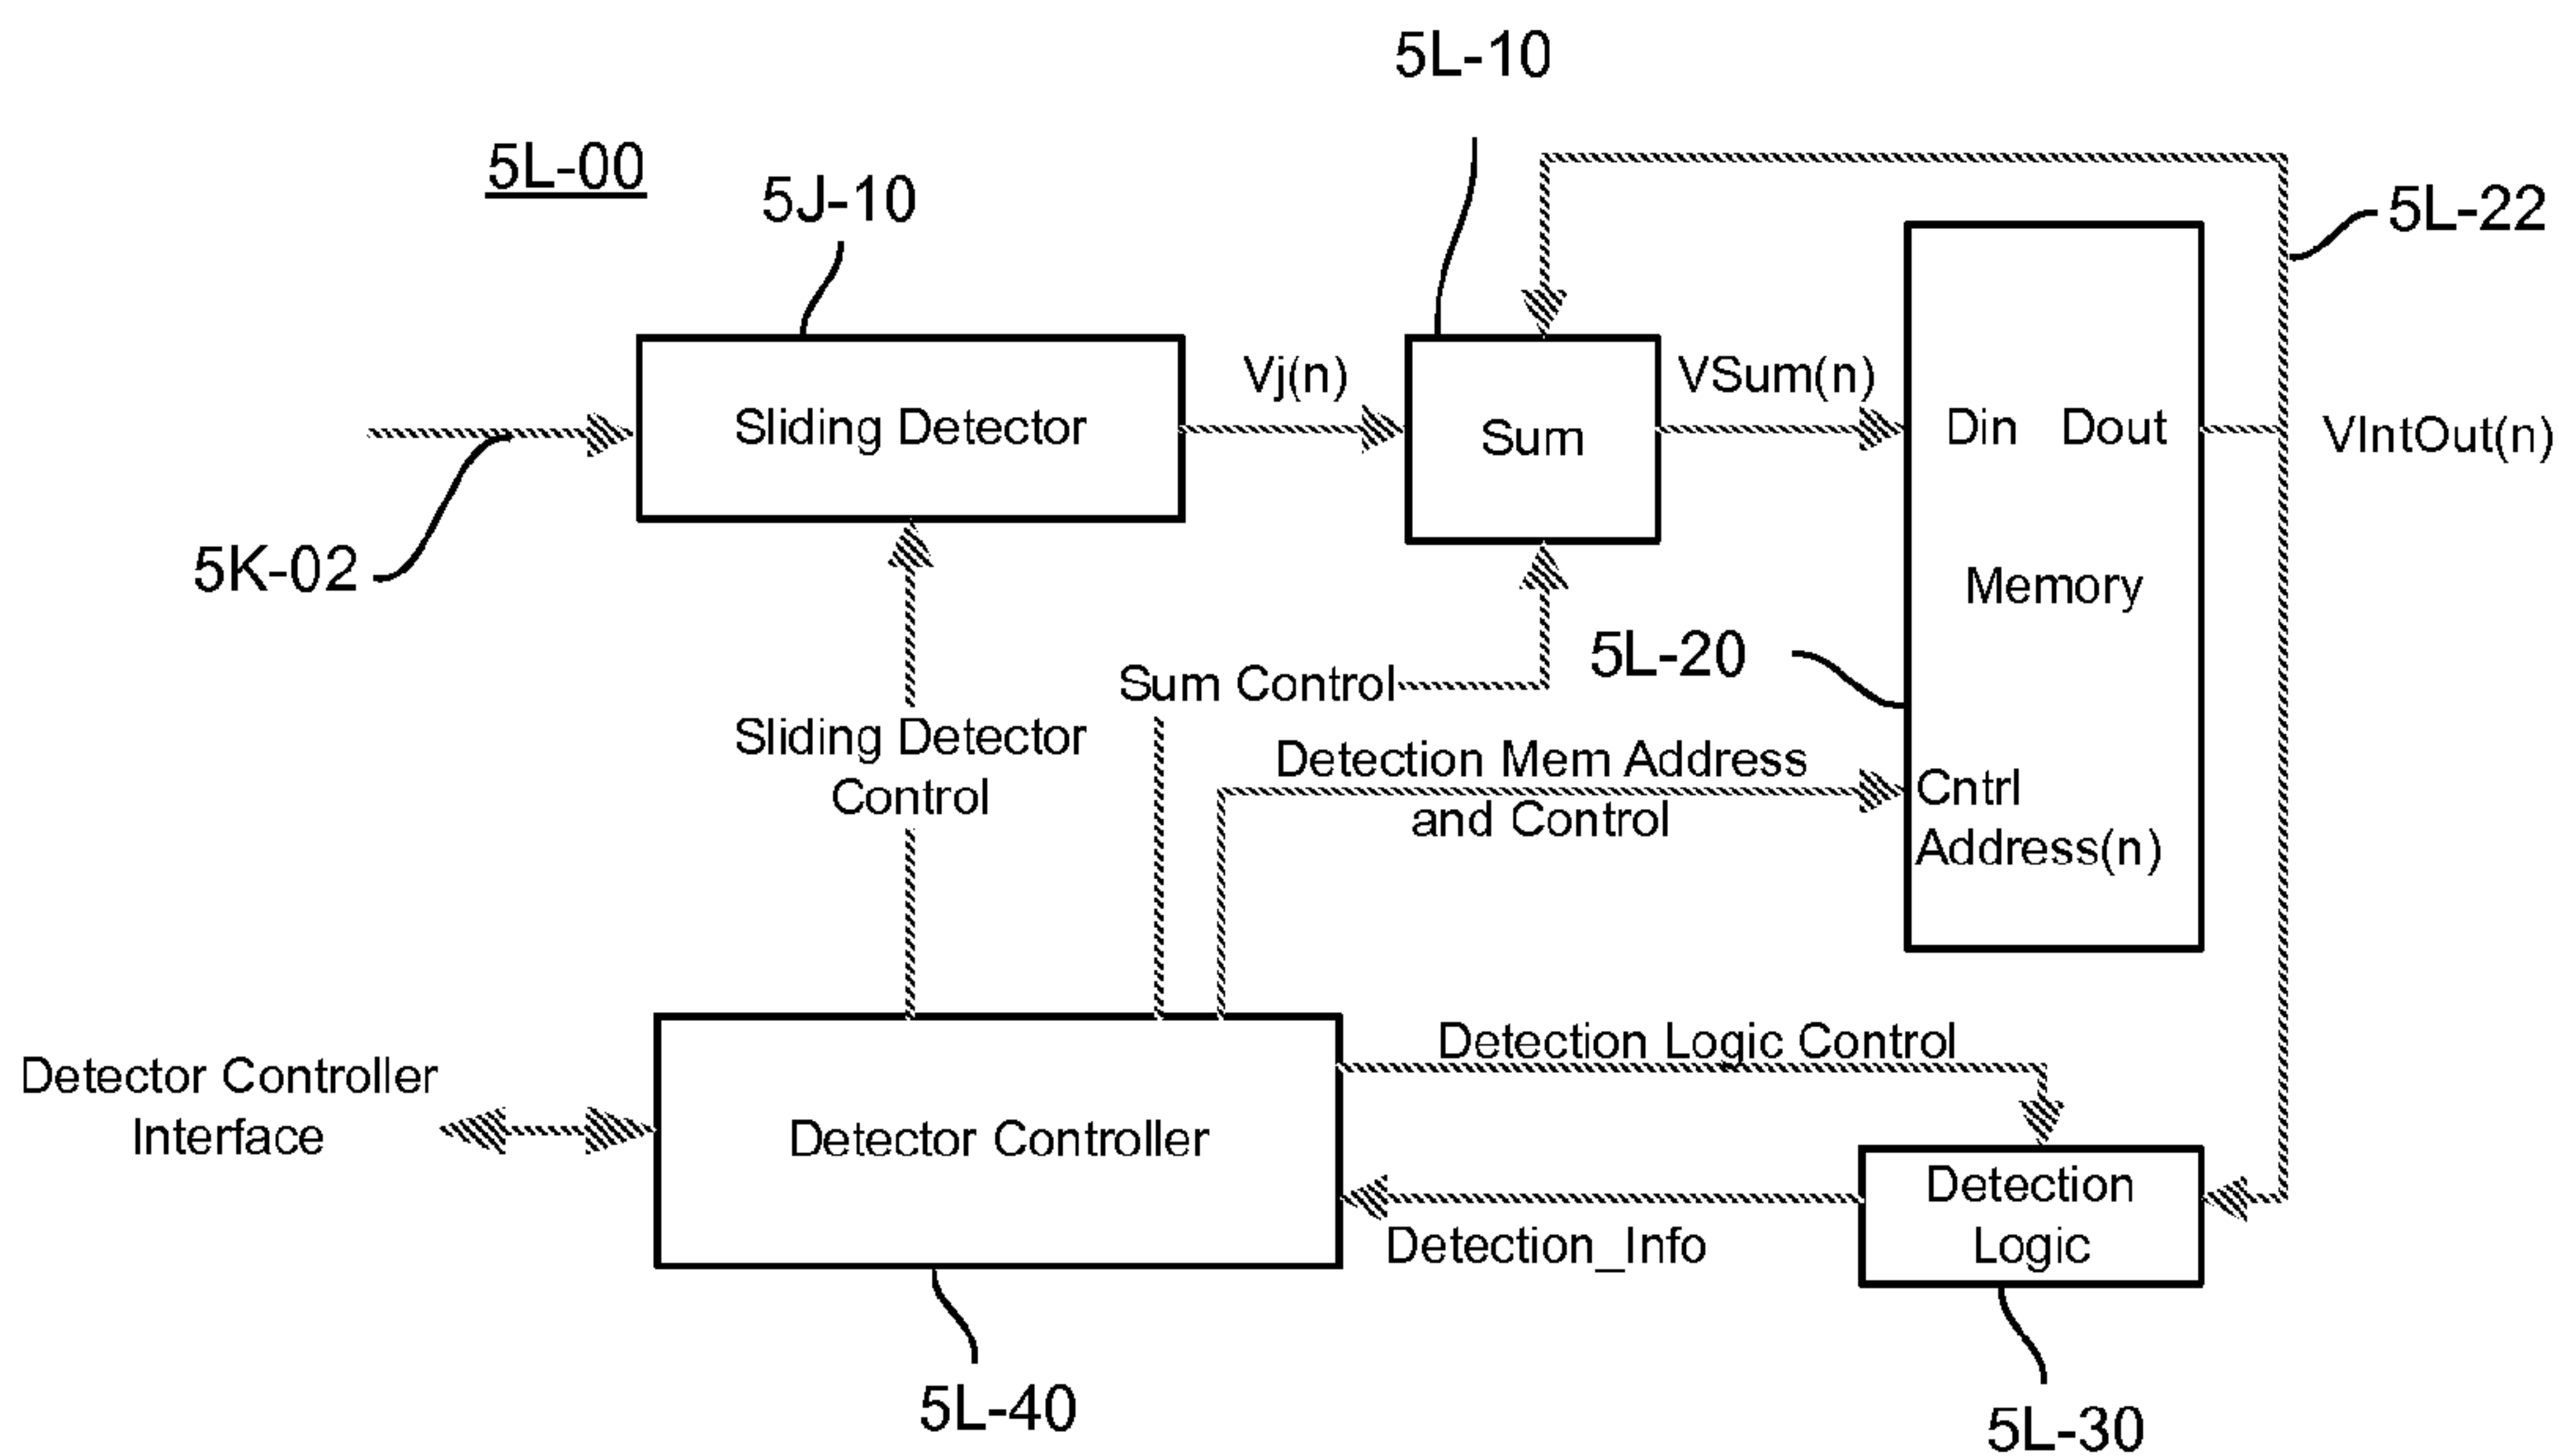 5L-10
5L-00
5J-10
5L-22
Vj(n)
VSum(n)
Sliding Detector
Sum
Din Dout
VIntOut(n)
5K-02
Memory
5L-20
Sum Control
Sliding Detector
Control
Detection Mem Address
and Control
Cntrl
Address(n)
Detection Logic Control
Detector Controller
Interface
Detector Controller
Detection
Logic
Detection_Info
5L-40
5L-30